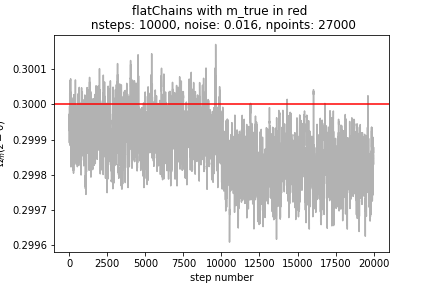 flatChains with m_true in red
nsteps: 10000, noise: 0.016, npoints: 27000
0.3001
0.3000
0.2999
0.2998
0.2997
0.2996
0 2500 5000 7500 10000 12500 15000 17500 20000
step number